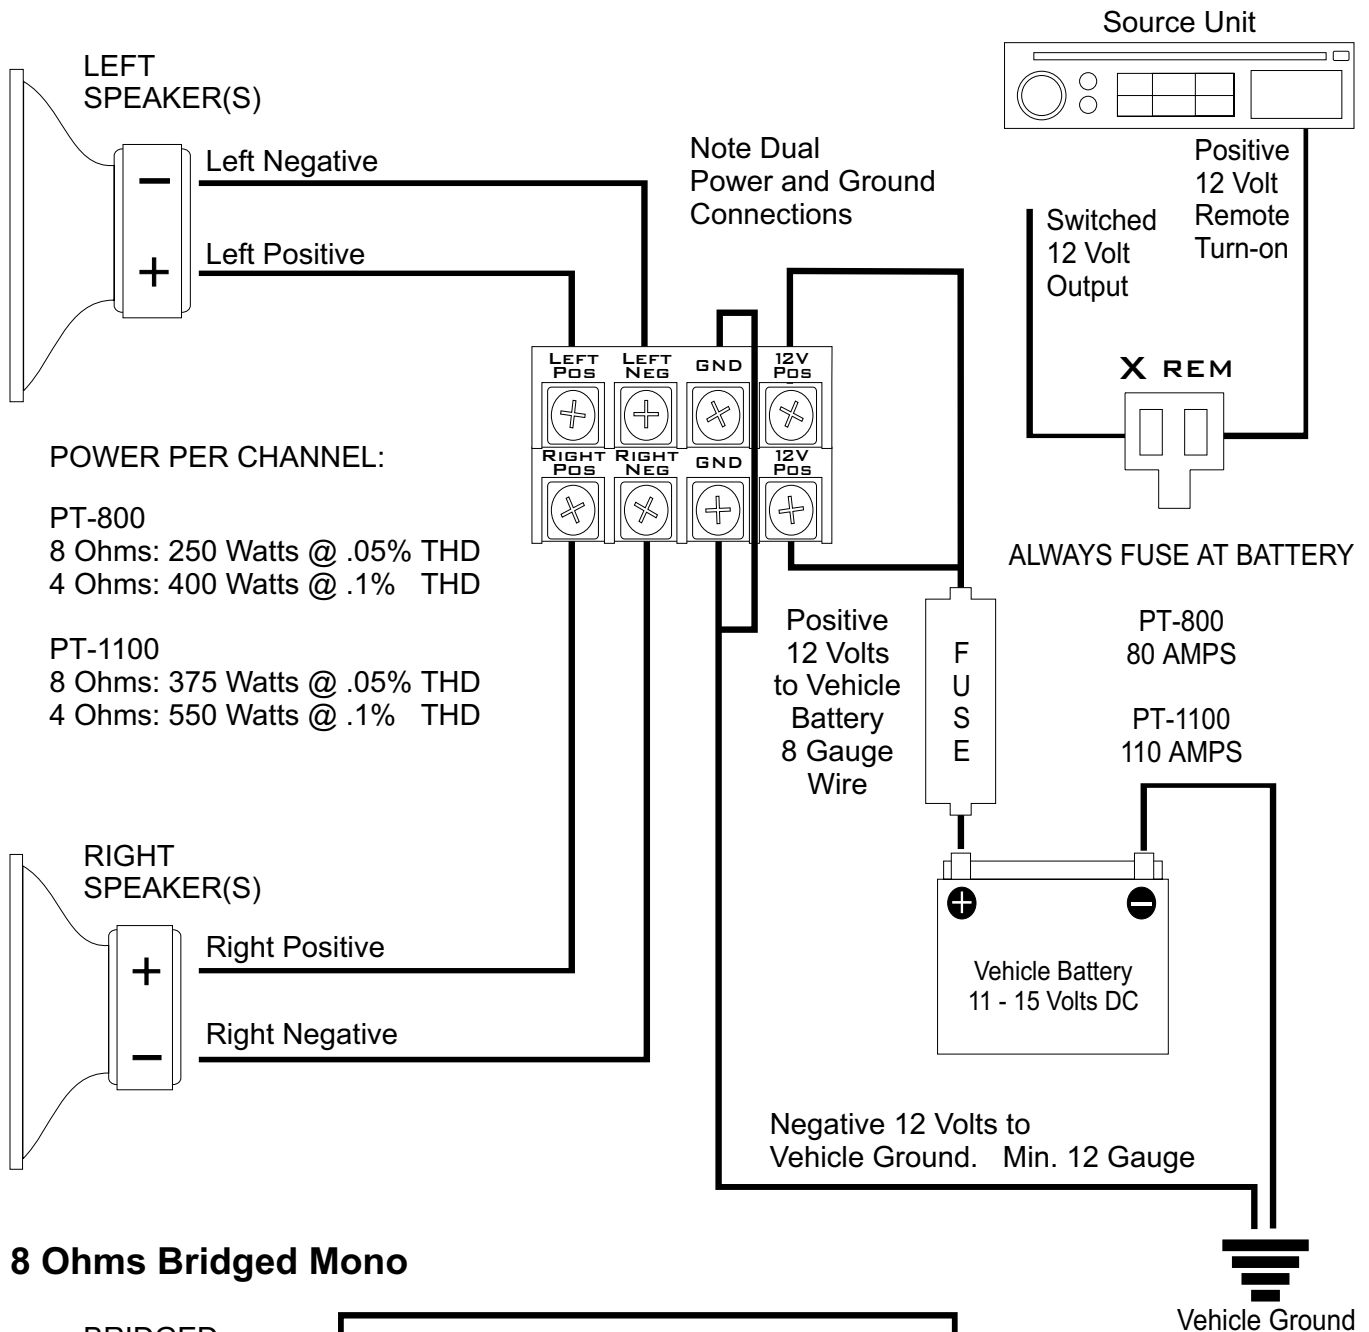 Source Unit
LEFT
SPEAKER(S)
Left Negative
Left Positive
Note Dual
Power and Ground
Connections
Positive
12 Volt
Remote
Turn-on
Switched
12 Volt
Output
X REM
LEFT POS
LEFT NEG
GND
12V POS
RIGHT POS
RIGHT NEG
GND
12V POS
POWER PER CHANNEL:
PT-800
8 Ohms: 250 Watts @ .05% THD
4 Ohms: 400 Watts @ .1% THD
PT-1100
8 Ohms: 375 Watts @ .05% THD
4 Ohms: 550 Watts @ .1% THD
ALWAYS FUSE AT BATTERY
PT-800
80 AMPS
PT-1100
110 AMPS
Positive
12 Volts
to Vehicle
Battery
8 Gauge
Wire
FUSE
RIGHT
SPEAKER(S)
Right Positive
Right Negative
Vehicle Battery
11 - 15 Volts DC
Negative 12 Volts to
Vehicle Ground. Min. 12 Gauge
Vehicle Ground
8 Ohms Bridged Mono
BRIDGED